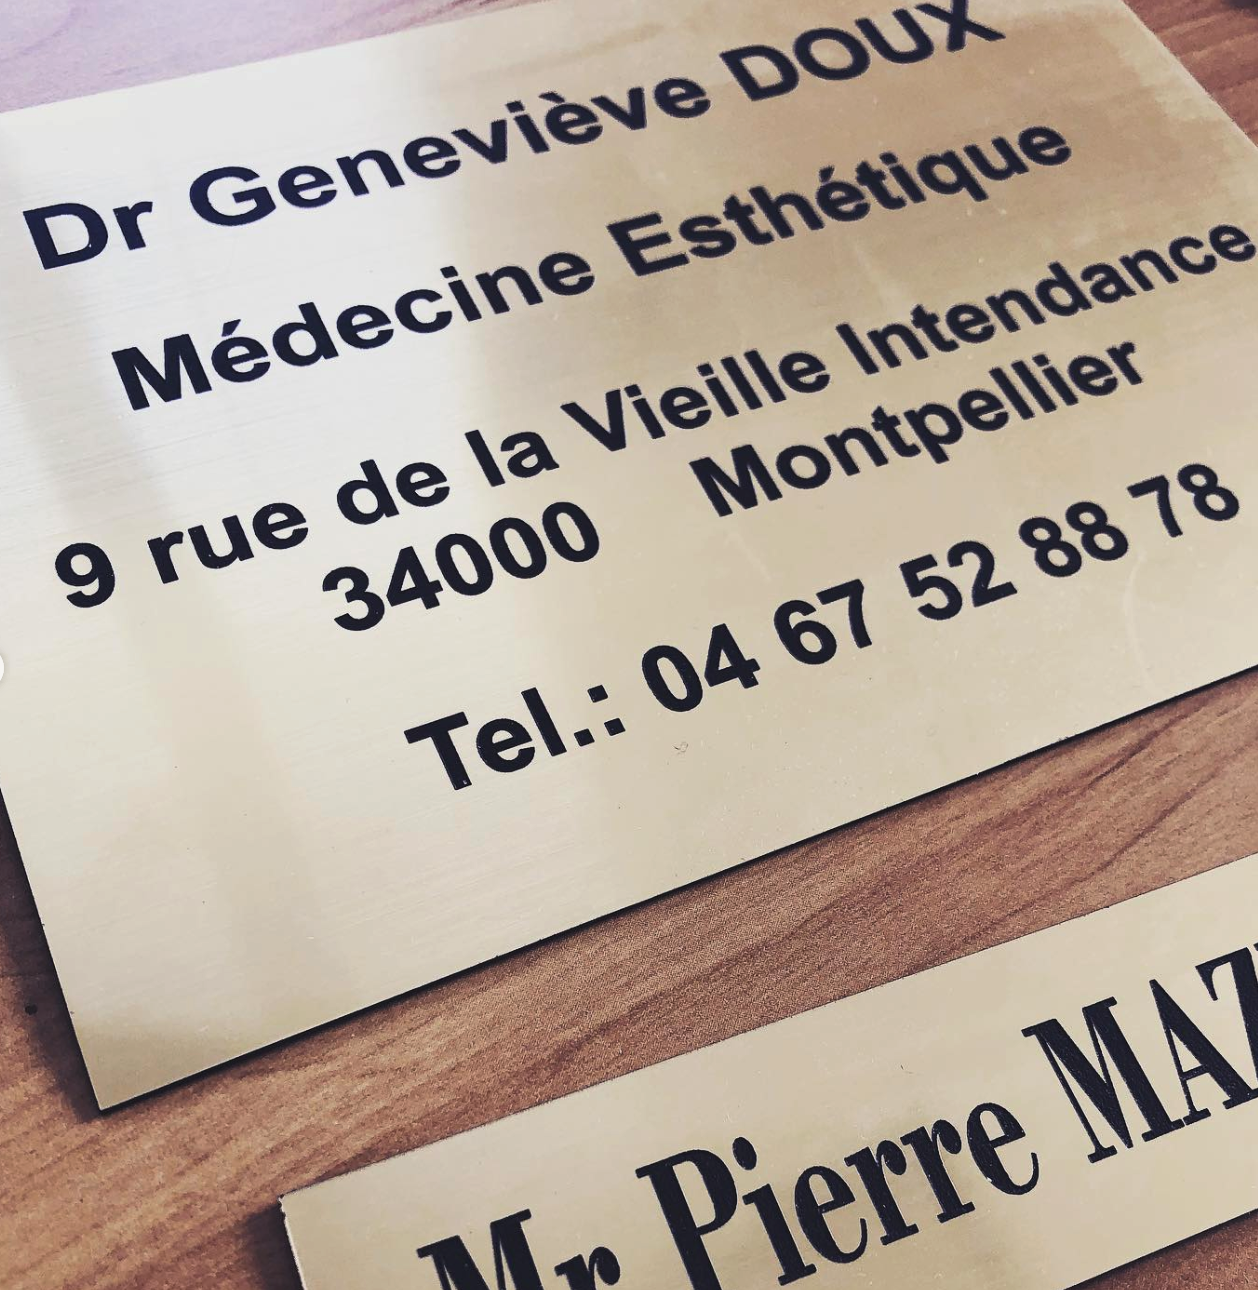 Dr Geneviève DOUX
Médecine Esthétique
9 rue de la Vieille Intendance
34000 Montpellier
Tel.: 04 67 52 88 78
Mr Pierre